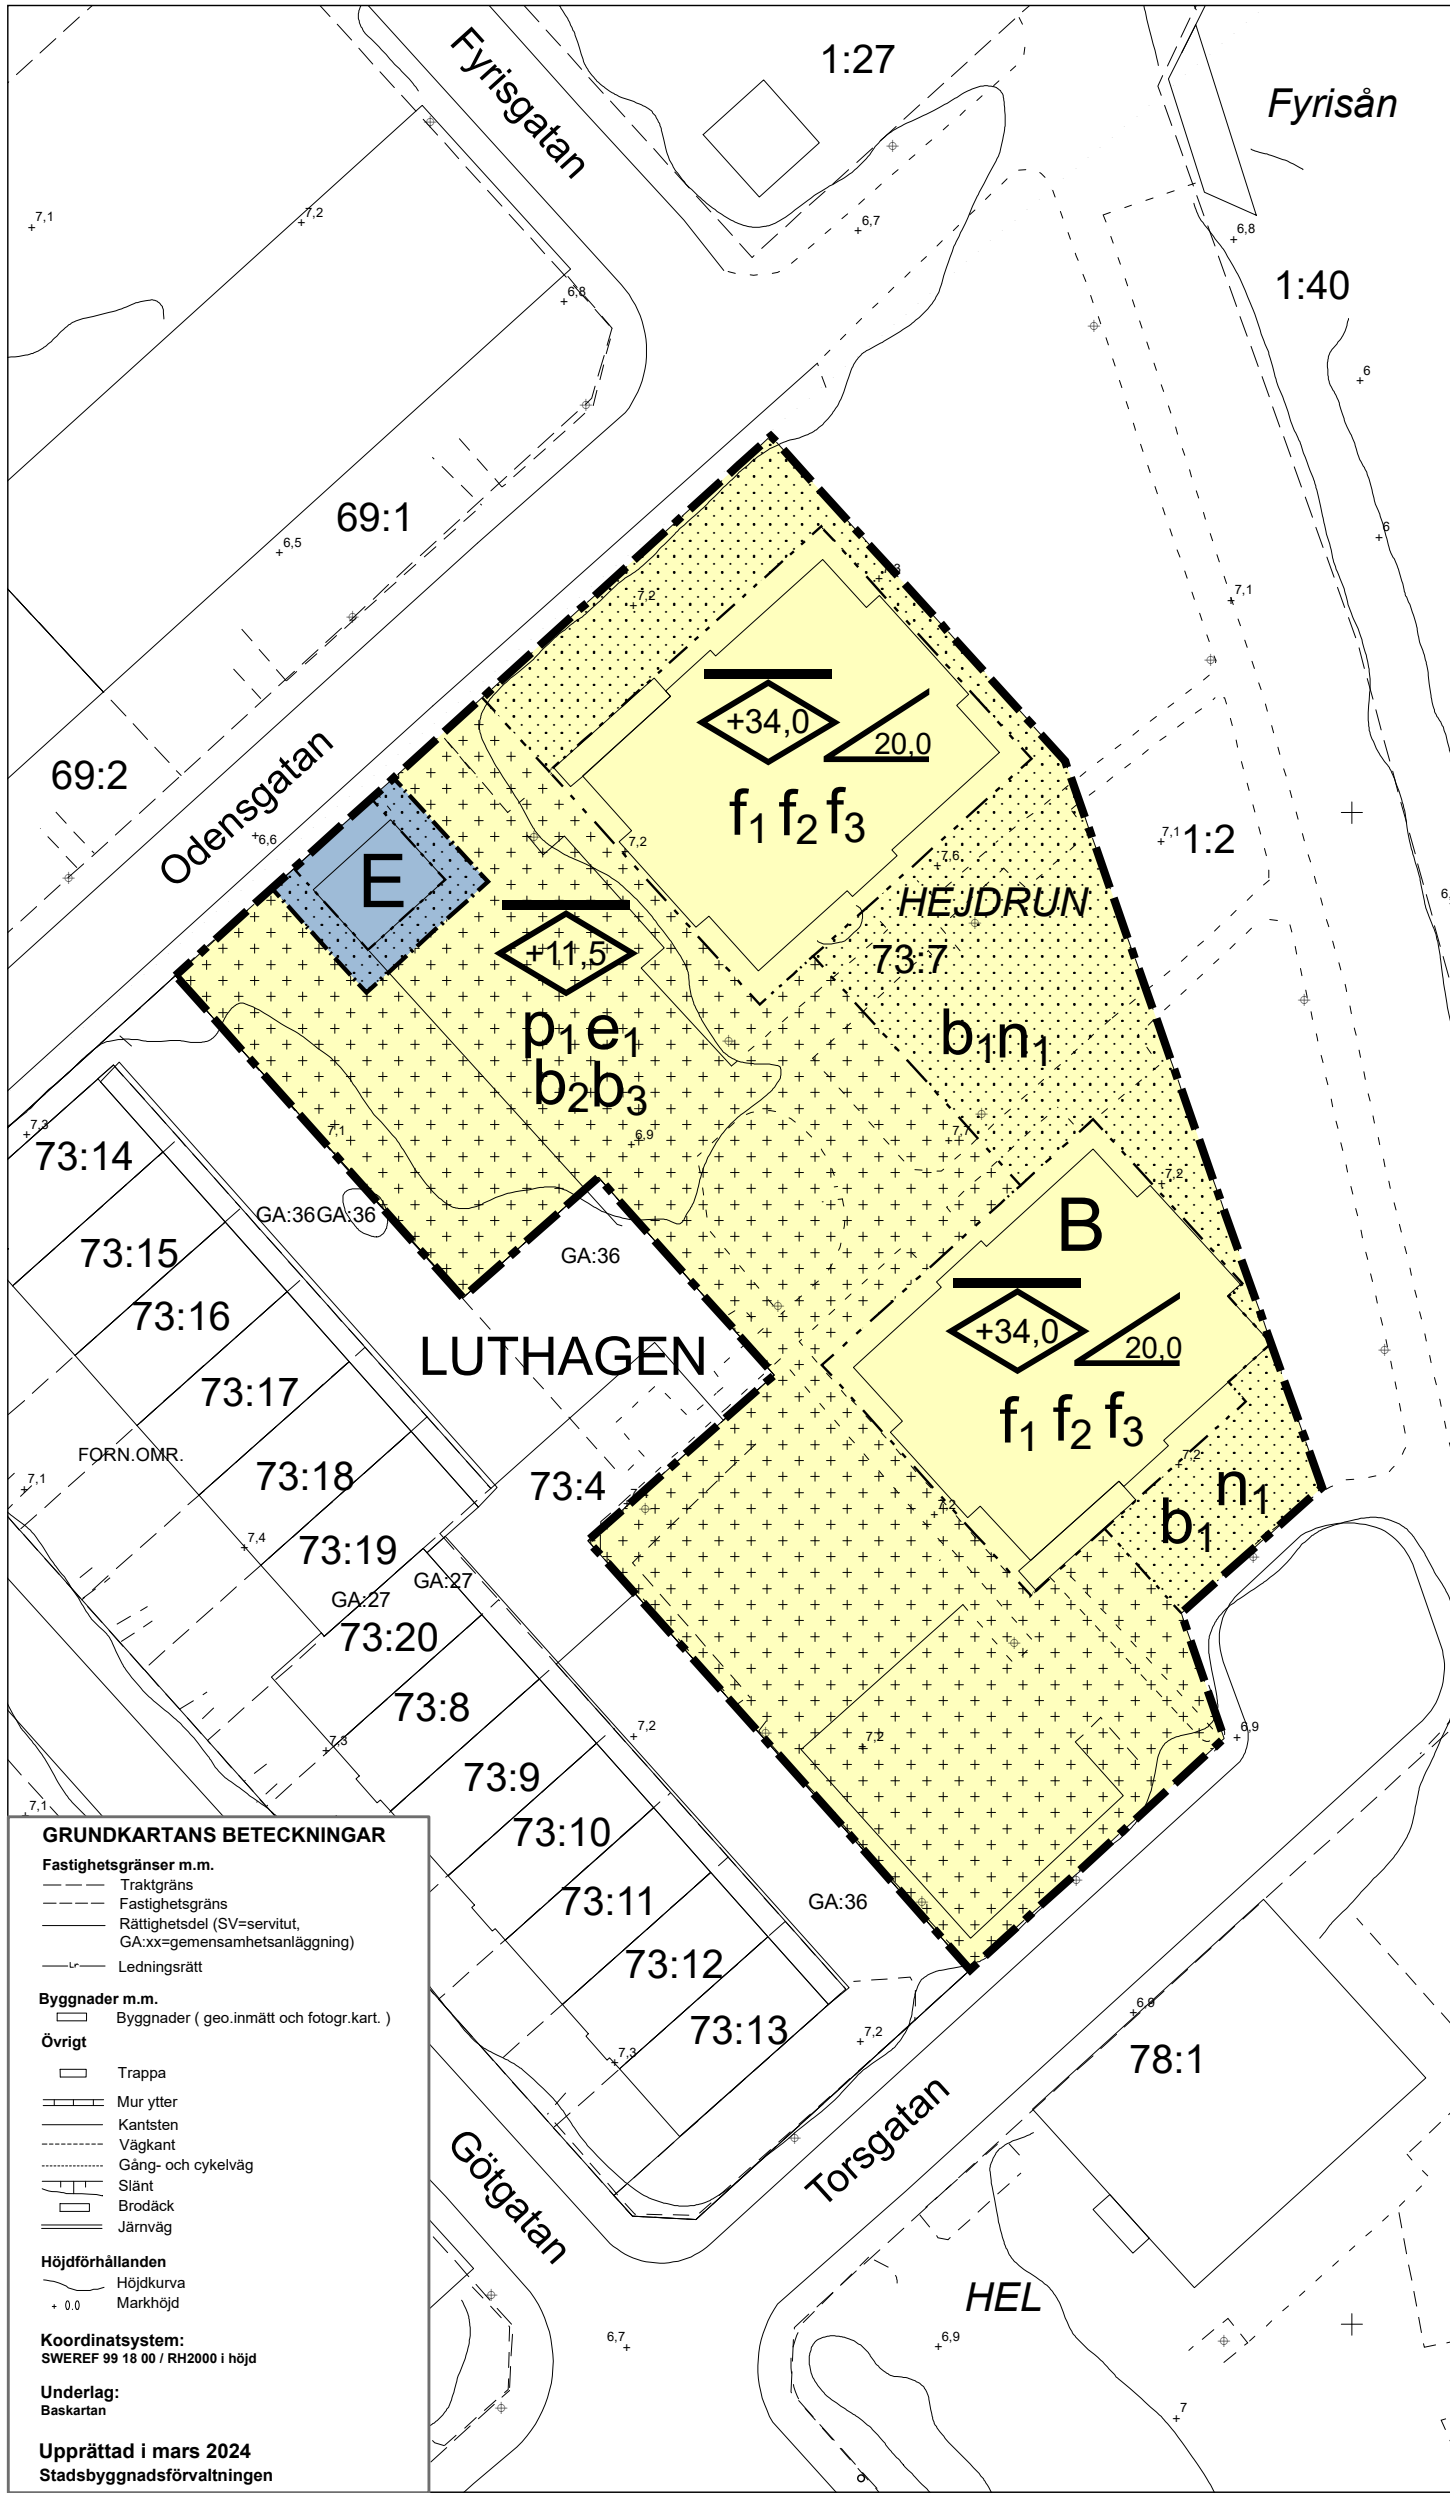 1:27
Fyrisån
Fyrisgatan
7,1
7,2
6,7
6,8
1:40
6,8
6
69:1
6,5
6
7,2
7,1
+34,0
20,0
69:2
Odensgatan
6,6
f1 f2 f3
7,2
7,1
1:2
7,6
E
HEJDRUN
+11,5
73:7
p1 e1
b1n1
b2b3
7,3
7,1
6,9
7,7
73:14
7,2
GA:36
GA:36
B
73:15
GA:36
73:16
LUTHAGEN
+34,0
20,0
73:17
f1 f2 f3
FORN.OMR.
7,2
7,1
73:18
73:4
n1
7,2
b1
7,4
73:19
GA:27
GA:27
73:20
73:8
7,3
7,2
7,2
6,9
73:9
7,1
73:10
73:11
GA:36
73:12
6,9
73:13
7,2
7,3
78:1
Torsgatan
Götgatan
HEL
6,7
6,9
7
GRUNDKARTANS BETECKNINGAR
Fastighetsgränser m.m.
Traktgräns
Fastighetsgräns
Rättighetsdel (SV=servitut,
GA:xx=gemensamhetsanläggning)
Lr
Ledningsrätt
Byggnader m.m.
Byggnader ( geo.inmätt och fotogr.kart. )
Övrigt
Trappa
Mur ytter
Kantsten
Vägkant
Gång- och cykelväg
Slänt
Brodäck
Järnväg
Höjdförhållanden
Höjdkurva
+ 0.0 Markhöjd
Koordinatsystem:
SWEREF 99 18 00 / RH2000 i höjd
Underlag:
Baskartan
Upprättad i mars 2024
Stadsbyggnadsförvaltningen